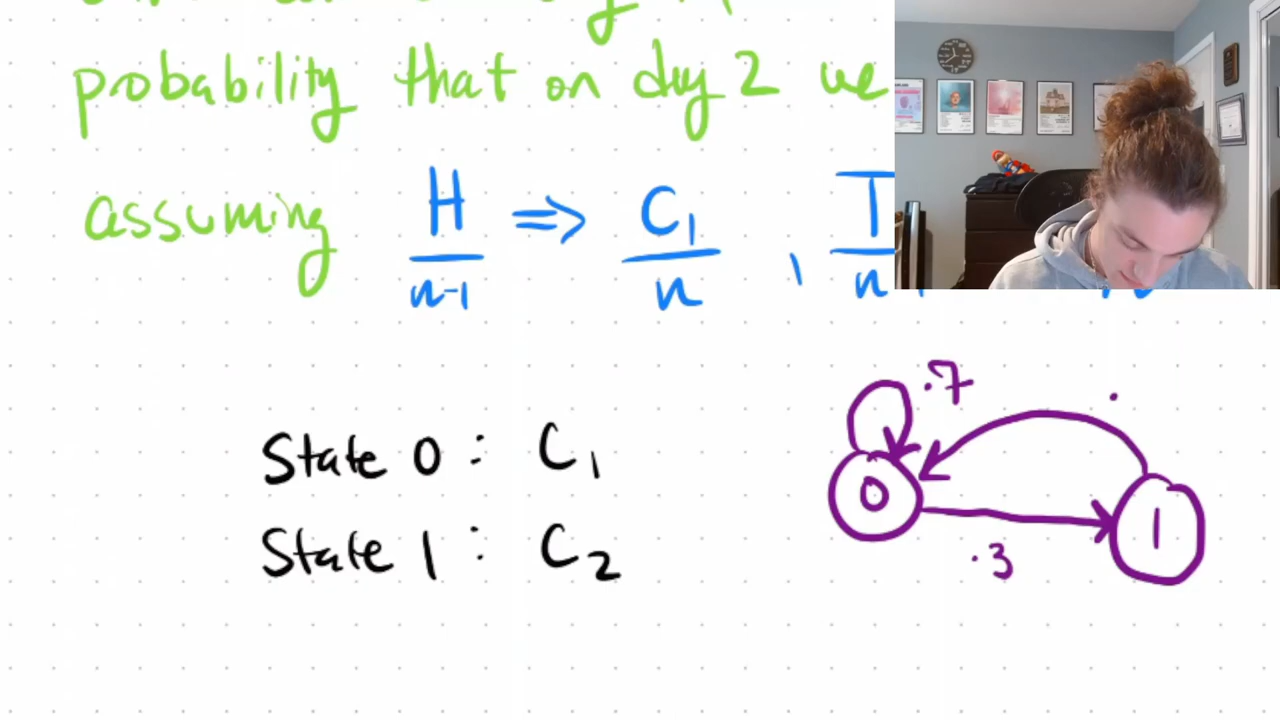 probability that on day 2 we
assuming H/n-1 => C1/n , T/n
.7
State 0 : C1
0
1
State 1 : C2
.3